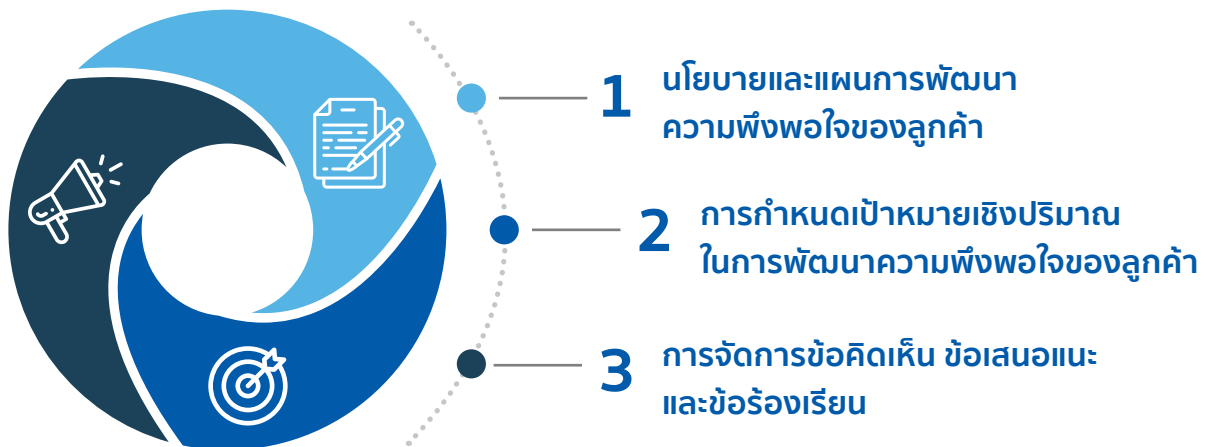 1
นโยบายและแผนการพัฒนา
ความพึงพอใจของลูกค้า
2
การกำหนดเป้าหมายเชิงปริมาณ
ในการพัฒนาความพึงพอใจของลูกค้า
3
การจัดการข้อคิดเห็น ข้อเสนอแนะ
และข้อร้องเรียน